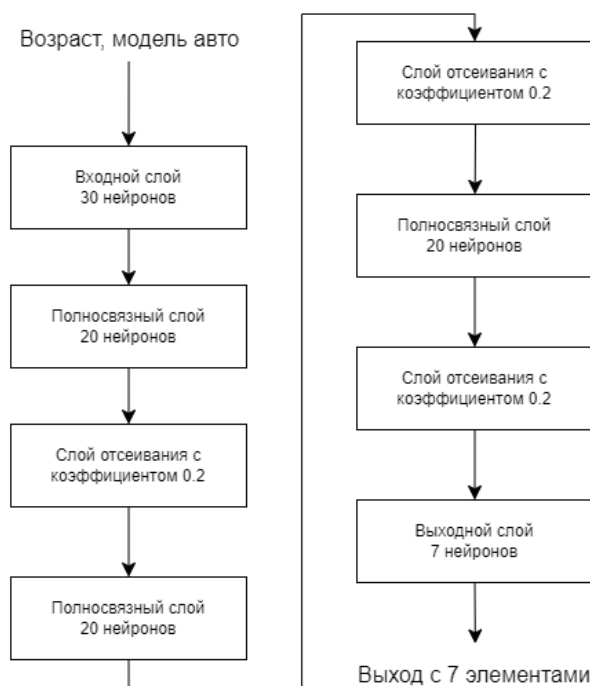 Возраст, модель авто
Входной слой
30 нейронов
Полносвязный слой
20 нейронов
Слой отсеивания с
коэффициентом 0.2
Полносвязный слой
20 нейронов
Слой отсеивания с
коэффициентом 0.2
Полносвязный слой
20 нейронов
Слой отсеивания с
коэффициентом 0.2
Выходной слой
7 нейронов
Выход с 7 элементами